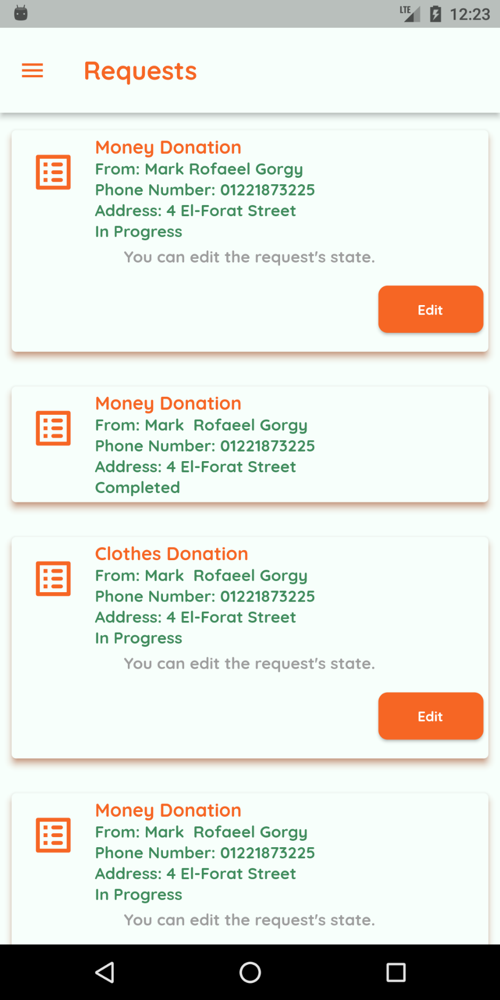 LTE 12:23
Requests
Money Donation
From: Mark Rofaeel Gorgy
Phone Number: 01221873225
Address: 4 El-Forat Street
In Progress
You can edit the request's state.
Edit
Money Donation
From: Mark  Rofaeel Gorgy
Phone Number: 01221873225
Address: 4 El-Forat Street
Completed
Clothes Donation
From: Mark  Rofaeel Gorgy
Phone Number: 01221873225
Address: 4 El-Forat Street
In Progress
You can edit the request's state.
Edit
Money Donation
From: Mark  Rofaeel Gorgy
Phone Number: 01221873225
Address: 4 El-Forat Street
In Progress
You can edit the request's state.